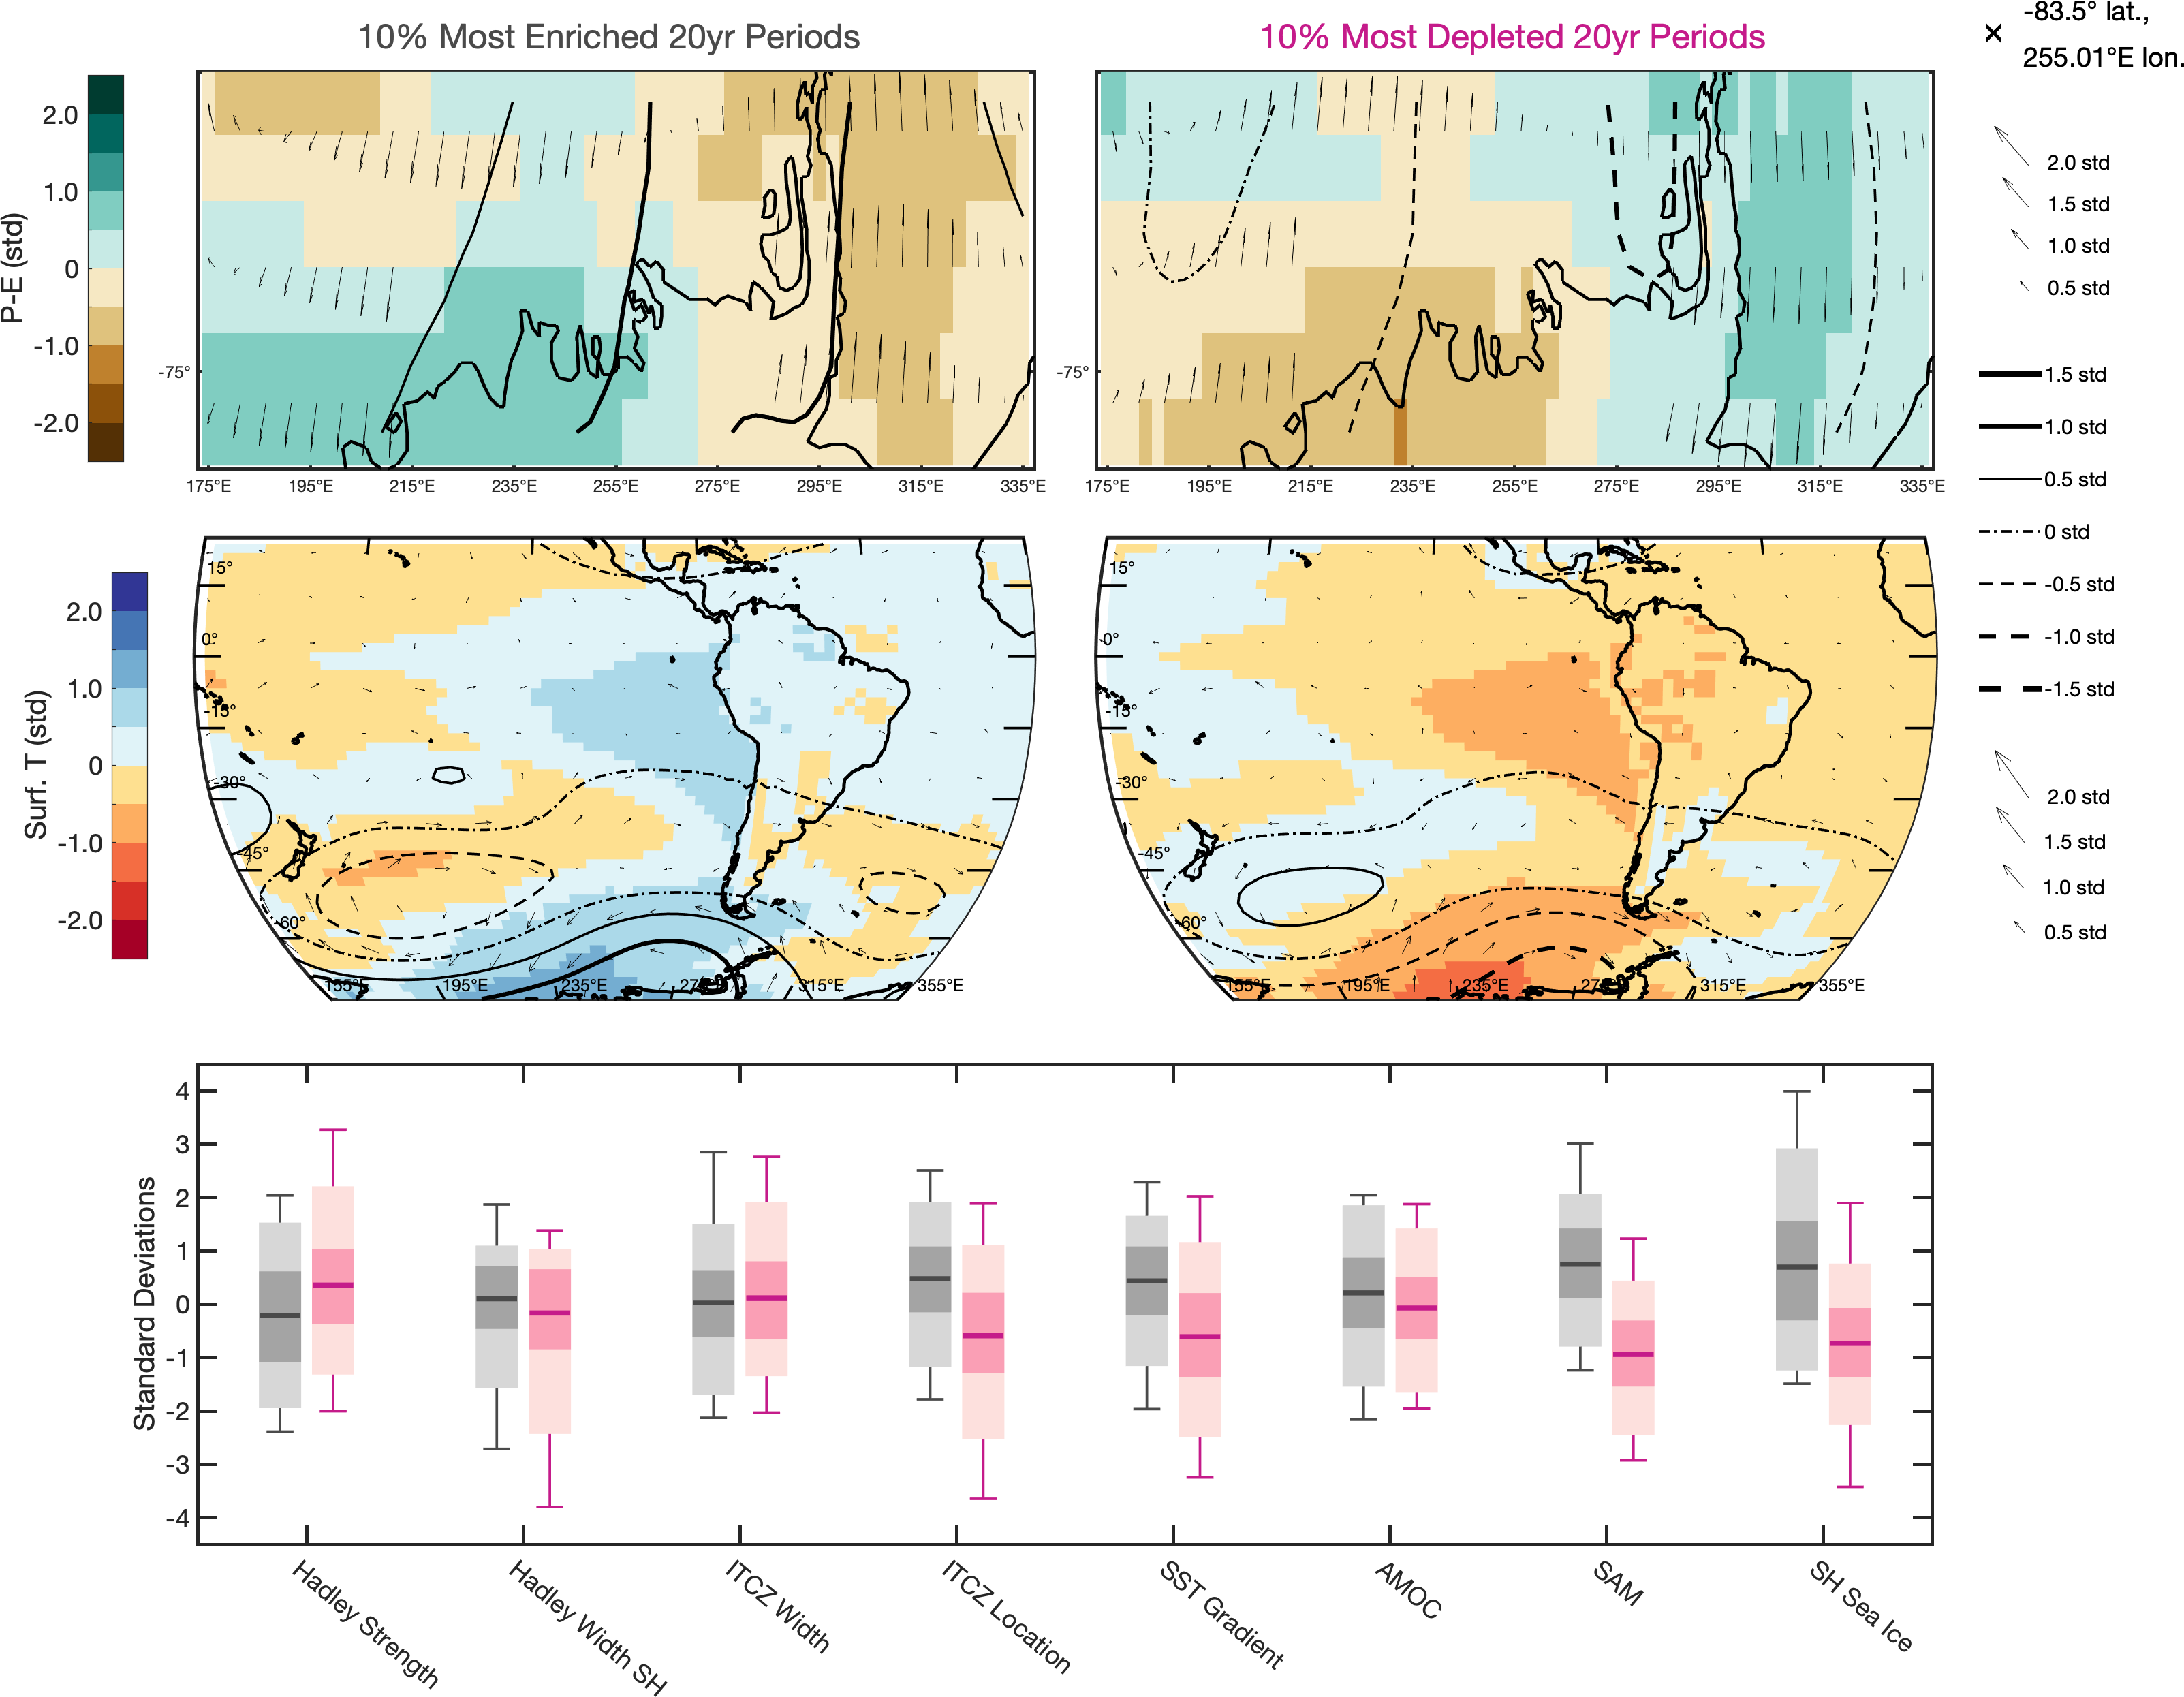 10% Most Enriched 20yr Periods
10% Most Depleted 20yr Periods
-83.5° lat.,
255.01°E lon.
P-E (std)
2.0
1.0
0
-1.0
-2.0
-75°
175°E 195°E 215°E 235°E 255°E 275°E 295°E 315°E 335°E
-75°
175°E 195°E 215°E 235°E 255°E 275°E 295°E 315°E 335°E
2.0 std
1.5 std
1.0 std
0.5 std
1.5 std
1.0 std
0.5 std
0 std
-0.5 std
-1.0 std
-1.5 std
2.0 std
1.5 std
1.0 std
0.5 std
Surf. T (std)
2.0
1.0
0
-1.0
-2.0
15°
0°
-15°
-30°
-45°
-60°
155°E 195°E 235°E 315°E 355°E
15°
0°
-15°
-30°
-45°
-60°
155°E 195°E 235°E 315°E 355°E
Standard Deviations
4
3
2
1
0
-1
-2
-3
-4
Hadley Strength
Hadley Width SH
ITCZ Width
ITCZ Location
SST Gradient
AMOC
SAM
SH Sea Ice